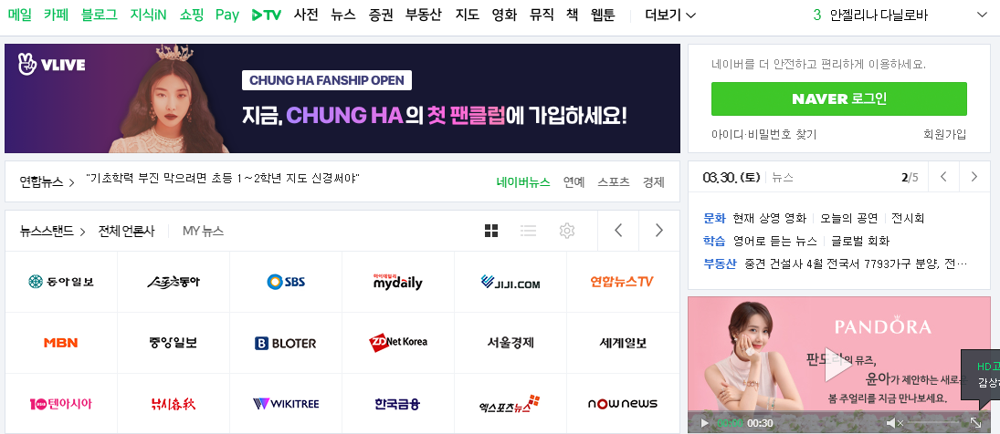 메일 카페 블로그 지식iN 쇼핑 Pay TV 사전 뉴스 증권 부동산 지도 영화 뮤직 책 웹툰 더보기
3 안젤리나 다닐로바
VLIVE
CHUNG HA FANSHIP OPEN
지금, CHUNG HA의 첫 팬클럽에 가입하세요!
네이버를 더 안전하고 편리하게 이용하세요.
NAVER 로그인
아이디·비밀번호 찾기 회원가입
연합뉴스 "기초학력 부진 막으려면 초등 1~2학년 지도 신경써야" 네이버뉴스 연예 스포츠 경제
03.30.(토) 뉴스 2/5
문화 현재 상영 영화 오늘의 공연 전시회
학습 영어로 듣는 뉴스 글로벌 회화
부동산 중견 건설사 4월 전국서 7793가구 분양, 전…
뉴스스탠드 전체 언론사 MY 뉴스
동아일보 스포츠동아 SBS 마이데일리 mydaily JIJI.COM 연합뉴스TV
MBN 중앙일보 BLOTER ZDNet Korea 서울경제 세계일보
10 텐아시아 WIKITREE 한국금융 엑스포츠뉴스 nownews
PANDORA
판도라의 뮤즈,
윤아가 제안하는 새로운
봄 주얼리를 지금 만나보세요.
HD고
감상하
00:00 00:30